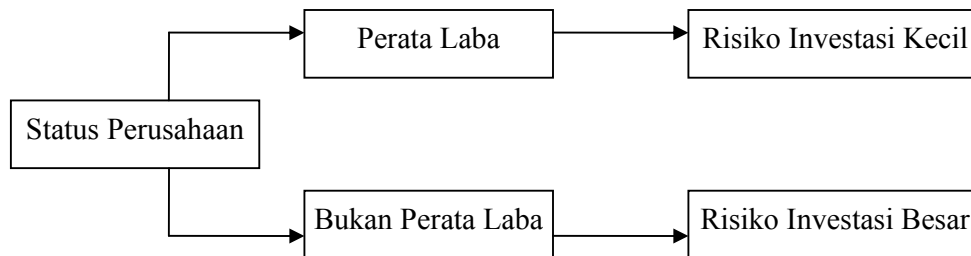 Perata Laba
Risiko Investasi Kecil
Status Perusahaan
Bukan Perata Laba
Risiko Investasi Besar